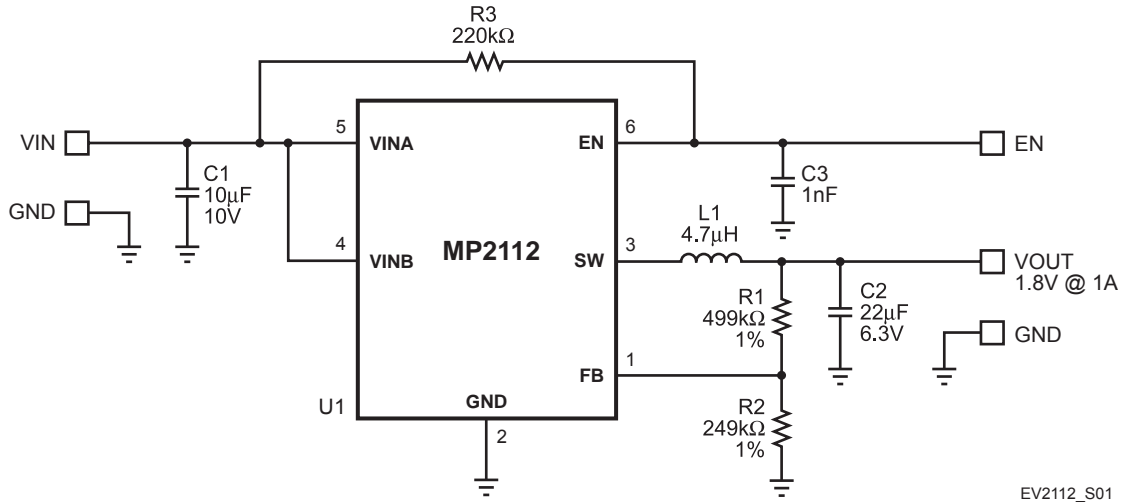 R3
220kΩ
VIN
C1
10µF
10V
GND
5
VINA
4
VINB
MP2112
U1
GND
2
EN
6
SW
3
FB
1
EN
C3
1nF
L1
4.7µH
VOUT
1.8V @ 1A
R1
499kΩ
1%
C2
22µF
6.3V
GND
R2
249kΩ
1%
EV2112_S01